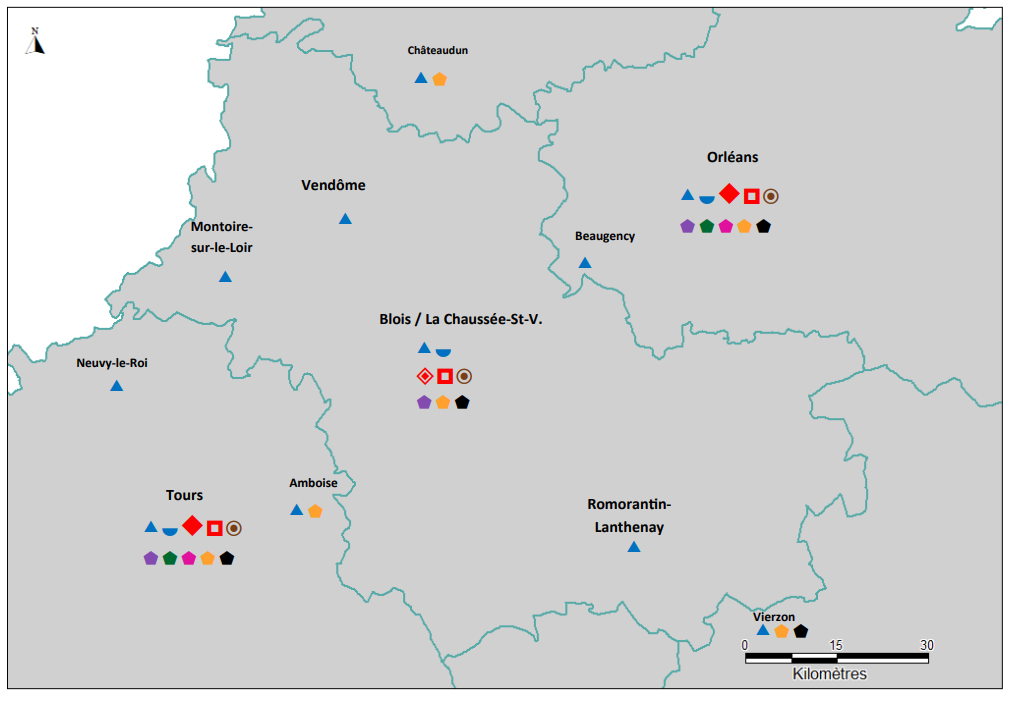 N
Châteaudun
Orléans
Vendôme
Montoire-
sur-le-Loir
Beaugency
Blois / La Chaussée-St-V.
Neuvy-le-Roi
Amboise
Tours
Romorantin-
Lanthenay
Vierzon
0 15 30
Kilomètres